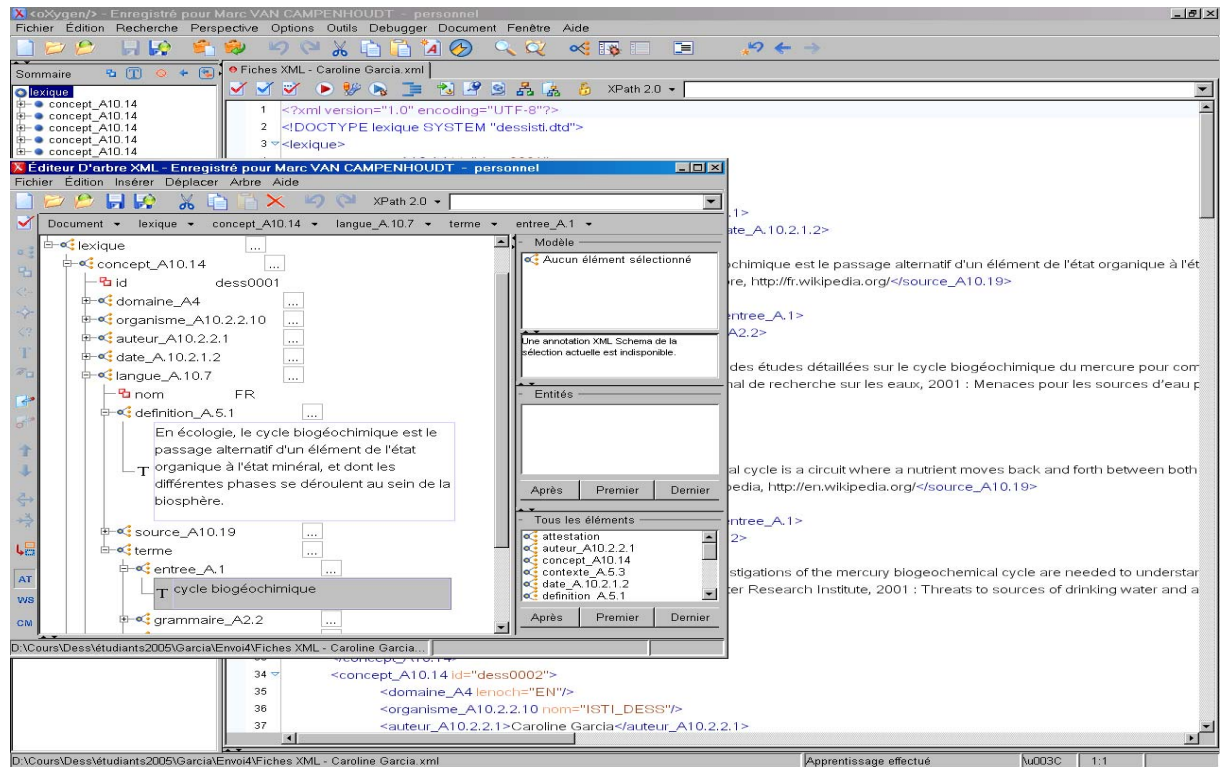 <oXygen/> - Enregistré pour Marc VAN CAMPENHOUDT - personnel
Fichier Édition Recherche Perspective Options Outils Debugger Document Fenêtre Aide
Sommaire
Fiches XML - Caroline Garcia.xml
XPath 2.0
lexique
concept_A10.14
concept_A10.14
concept_A10.14
concept_A10.14
1 <?xml version="1.0" encoding="UTF-8"?>
2 <!DOCTYPE lexique SYSTEM "dessisti.dtd">
3 <lexique>
Éditeur D'arbre XML - Enregistré pour Marc VAN CAMPENHOUDT - personnel
Fichier Édition Insérer Déplacer Arbre Aide
XPath 2.0
Document lexique concept_A10.14 langue_A.10.7 terme entree_A.1
lexique ...
concept_A10.14 ...
id dess0001
domaine_A4 ...
organisme_A10.2.2.10 ...
auteur_A10.2.2.1 ...
date_A.10.2.1.2 ...
langue_A.10.7 ...
nom FR
definition_A.5.1 ...
T En écologie, le cycle biogéochimique est le
passage alternatif d'un élément de l'état
organique à l'état minéral, et dont les
différentes phases se déroulent au sein de la
biosphère.
source_A10.19 ...
terme ...
entree_A.1 ...
T cycle biogéochimique
grammaire_A2.2 ...
AT
WS
CM
Modèle
Aucun élément sélectionné
Une annotation XML Schema de la
sélection actuelle est indisponible.
Entités
Après Premier Dernier
Tous les éléments
attestation
auteur_A10.2.2.1
concept_A10.14
contexte_A.5.3
date_A.10.2.1.2
definition_A.5.1
Après Premier Dernier
D:\Cours\Dess\étudiants2005\Garcia\Envoi4\Fiches XML - Caroline Garcia...
.1>
ate_A.10.2.1.2>
ochimique est le passage alternatif d'un élément de l'état organique à l'ét
re, http://fr.wikipedia.org/</source_A10.19>
entree_A.1>
A2.2>
des études détaillées sur le cycle biogéochimique du mercure pour com
nal de recherche sur les eaux, 2001 : Menaces pour les sources d'eau p
al cycle is a circuit where a nutrient moves back and forth between both
pedia, http://en.wikipedia.org/</source_A10.19>
entree_A.1>
2>
stigations of the mercury biogeochemical cycle are needed to understar
ter Research Institute, 2001 : Threats to sources of drinking water and a
34 <concept_A10.14 id="dess0002">
35 <domaine_A4 lenoch="EN"/>
36 <organisme_A10.2.2.10 nom="ISTI_DESS"/>
37 <auteur_A10.2.2.1>Caroline Garcia</auteur_A10.2.2.1>
D:\Cours\Dess\étudiants2005\Garcia\Envoi4\Fiches XML - Caroline Garcia.xml Apprentissage effectué \u003C 1:1